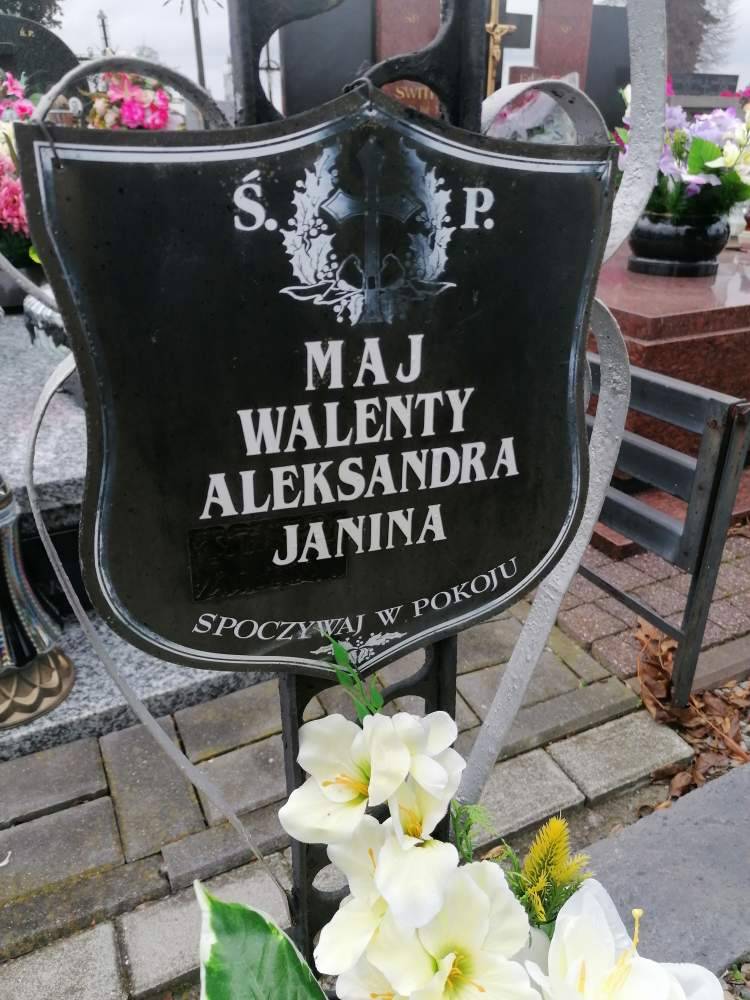 Ś. P.
MAJ
WALENTY
ALEKSANDRA
JANINA
SPOCZYWAJ W POKOJU